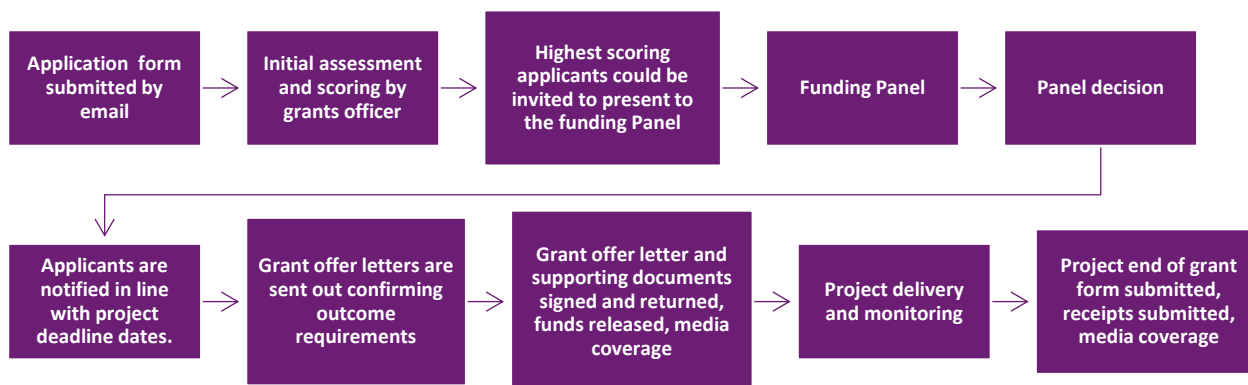 Application form
submitted by
email
Initial assessment
and scoring by
grants officer
Highest scoring
applicants could be
invited to present to
the funding Panel
Funding Panel
Panel decision
Applicants are
notified in line
with project
deadline dates.
Grant offer letters are
sent out confirming
outcome
requirements
Grant offer letter and
supporting documents
signed and returned,
funds released, media
coverage
Project delivery
and monitoring
Project end of grant
form submitted,
receipts submitted,
media coverage